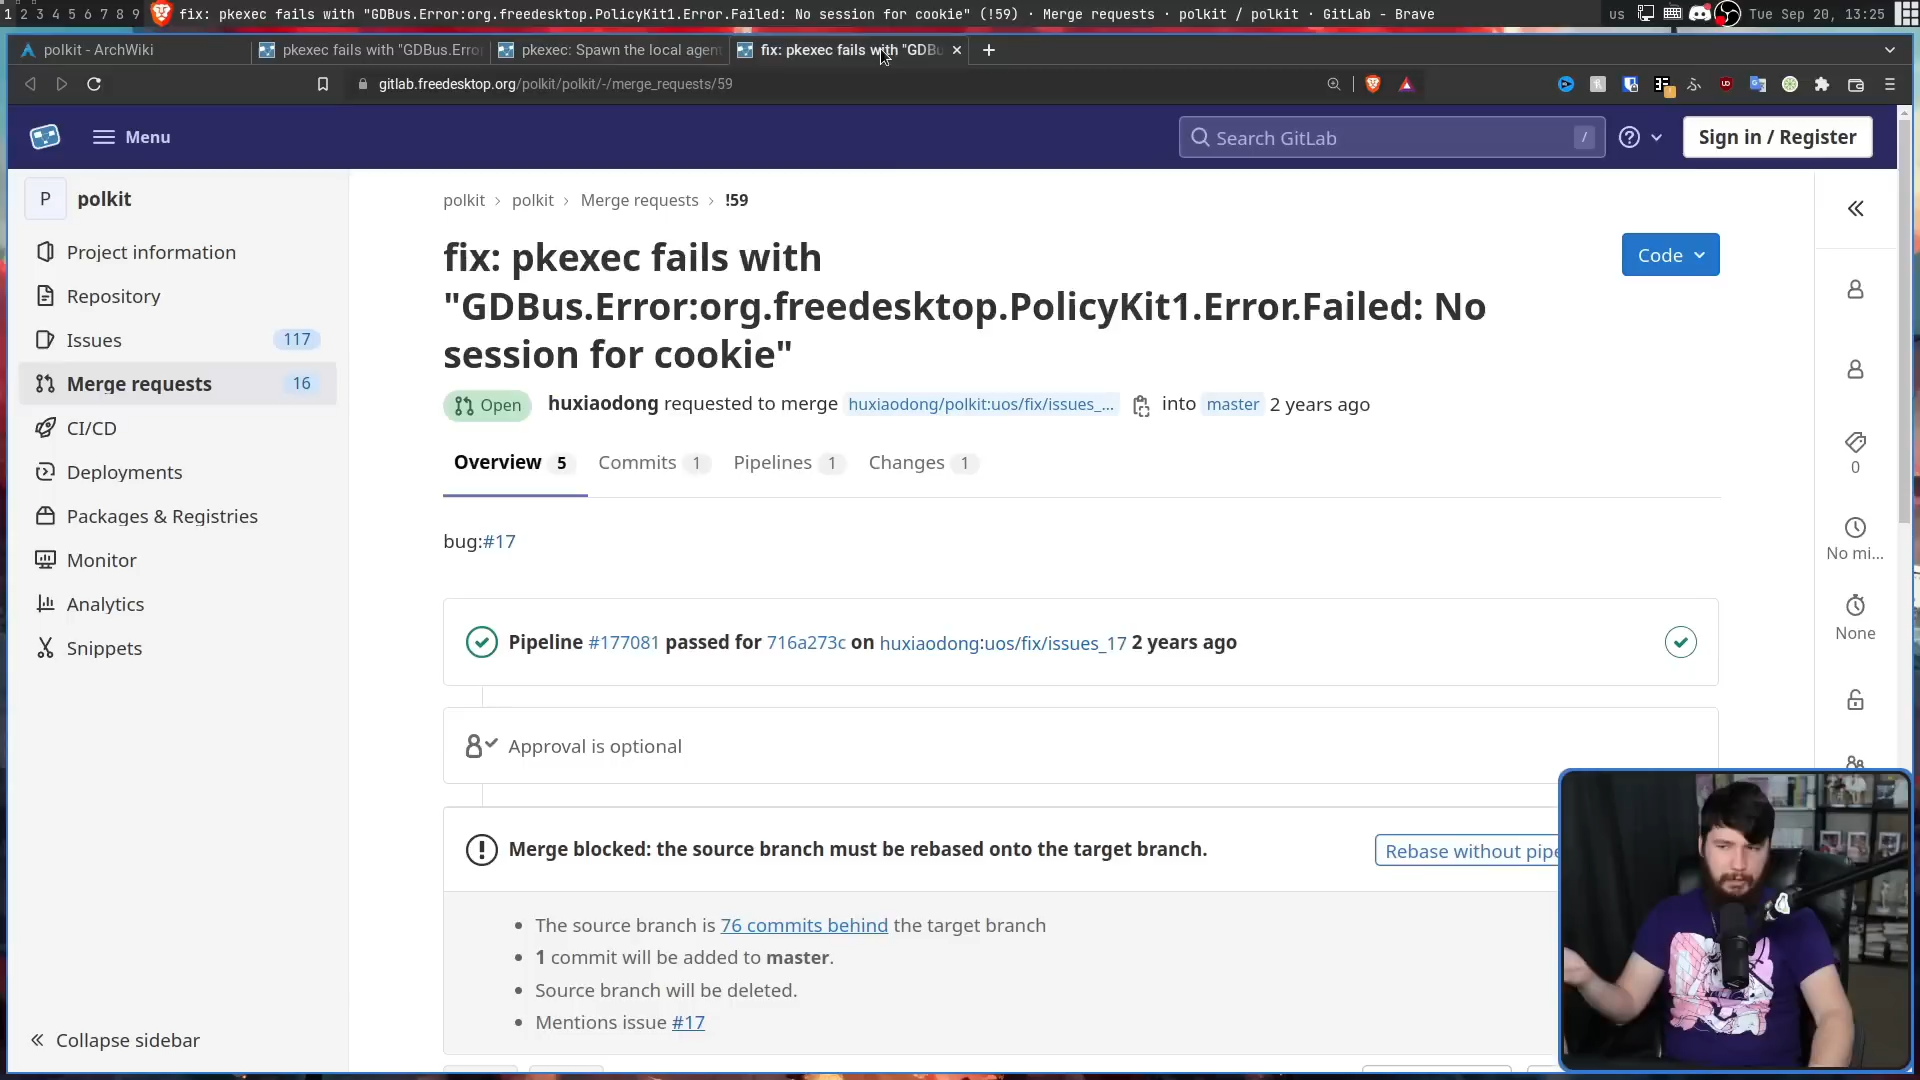 1 2 3 4 5 6 7 8 9 fix: pkexec fails with "GDBus.Error:org.freedesktop.PolicyKit1.Error.Failed: No session for cookie" (!59) · Merge requests · polkit / polkit · GitLab - Brave us Tue Sep 20, 13:25
polkit - ArchWiki pkexec fails with "GDBus.Erro pkexec: Spawn the local agent fix: pkexec fails with "GDBu
gitlab.freedesktop.org/polkit/polkit/-/merge_requests/59
Menu Search GitLab / Sign in / Register
P polkit
Project information
Repository
Issues 117
Merge requests 16
CI/CD
Deployments
Packages & Registries
Monitor
Analytics
Snippets
Collapse sidebar
polkit › polkit › Merge requests › !59
fix: pkexec fails with
"GDBus.Error:org.freedesktop.PolicyKit1.Error.Failed: No
session for cookie"
Code
Open huxiaodong requested to merge huxiaodong/polkit:uos/fix/issues_... into master 2 years ago
Overview 5 Commits 1 Pipelines 1 Changes 1
bug:#17
Pipeline #177081 passed for 716a273c on huxiaodong:uos/fix/issues_17 2 years ago
Approval is optional
Merge blocked: the source branch must be rebased onto the target branch.
Rebase without pipe
• The source branch is 76 commits behind the target branch
• 1 commit will be added to master.
• Source branch will be deleted.
• Mentions issue #17
0
No mi...
None